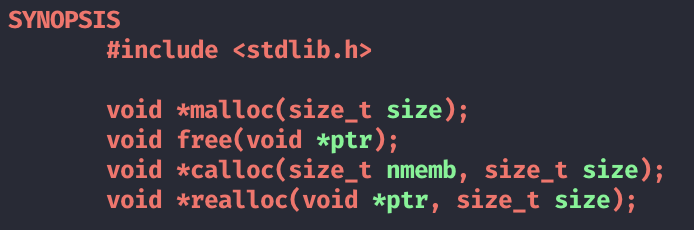 SYNOPSIS
#include <stdlib.h>
void *malloc(size_t size);
void free(void *ptr);
void *calloc(size_t nmemb, size_t size);
void *realloc(void *ptr, size_t size);